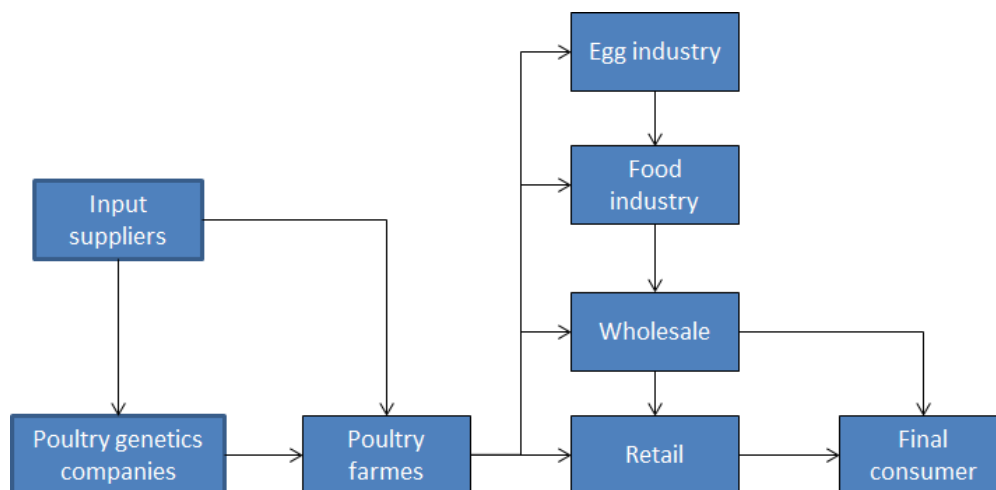 Egg industry
Food
industry
Input
suppliers
Wholesale
Poultry genetics
companies
Poultry
farmes
Retail
Final
consumer